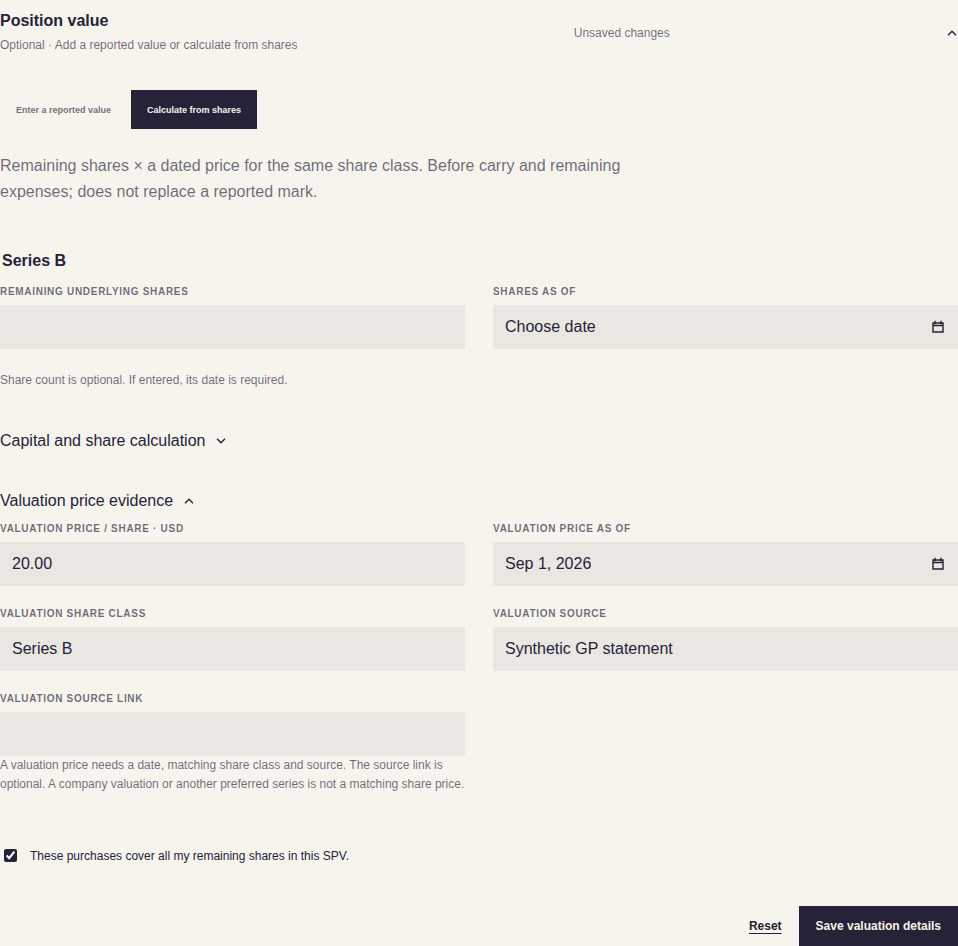 Position value
Optional · Add a reported value or calculate from shares
Unsaved changes
Enter a reported value
Calculate from shares
Remaining shares × a dated price for the same share class. Before carry and remaining
expenses; does not replace a reported mark.
Series B
REMAINING UNDERLYING SHARES
SHARES AS OF
Choose date
Share count is optional. If entered, its date is required.
Capital and share calculation
Valuation price evidence
VALUATION PRICE / SHARE · USD
VALUATION PRICE AS OF
20.00
Sep 1, 2026
VALUATION SHARE CLASS
VALUATION SOURCE
Series B
Synthetic GP statement
VALUATION SOURCE LINK
A valuation price needs a date, matching share class and source. The source link is
optional. A company valuation or another preferred series is not a matching share price.
These purchases cover all my remaining shares in this SPV.
Reset
Save valuation details